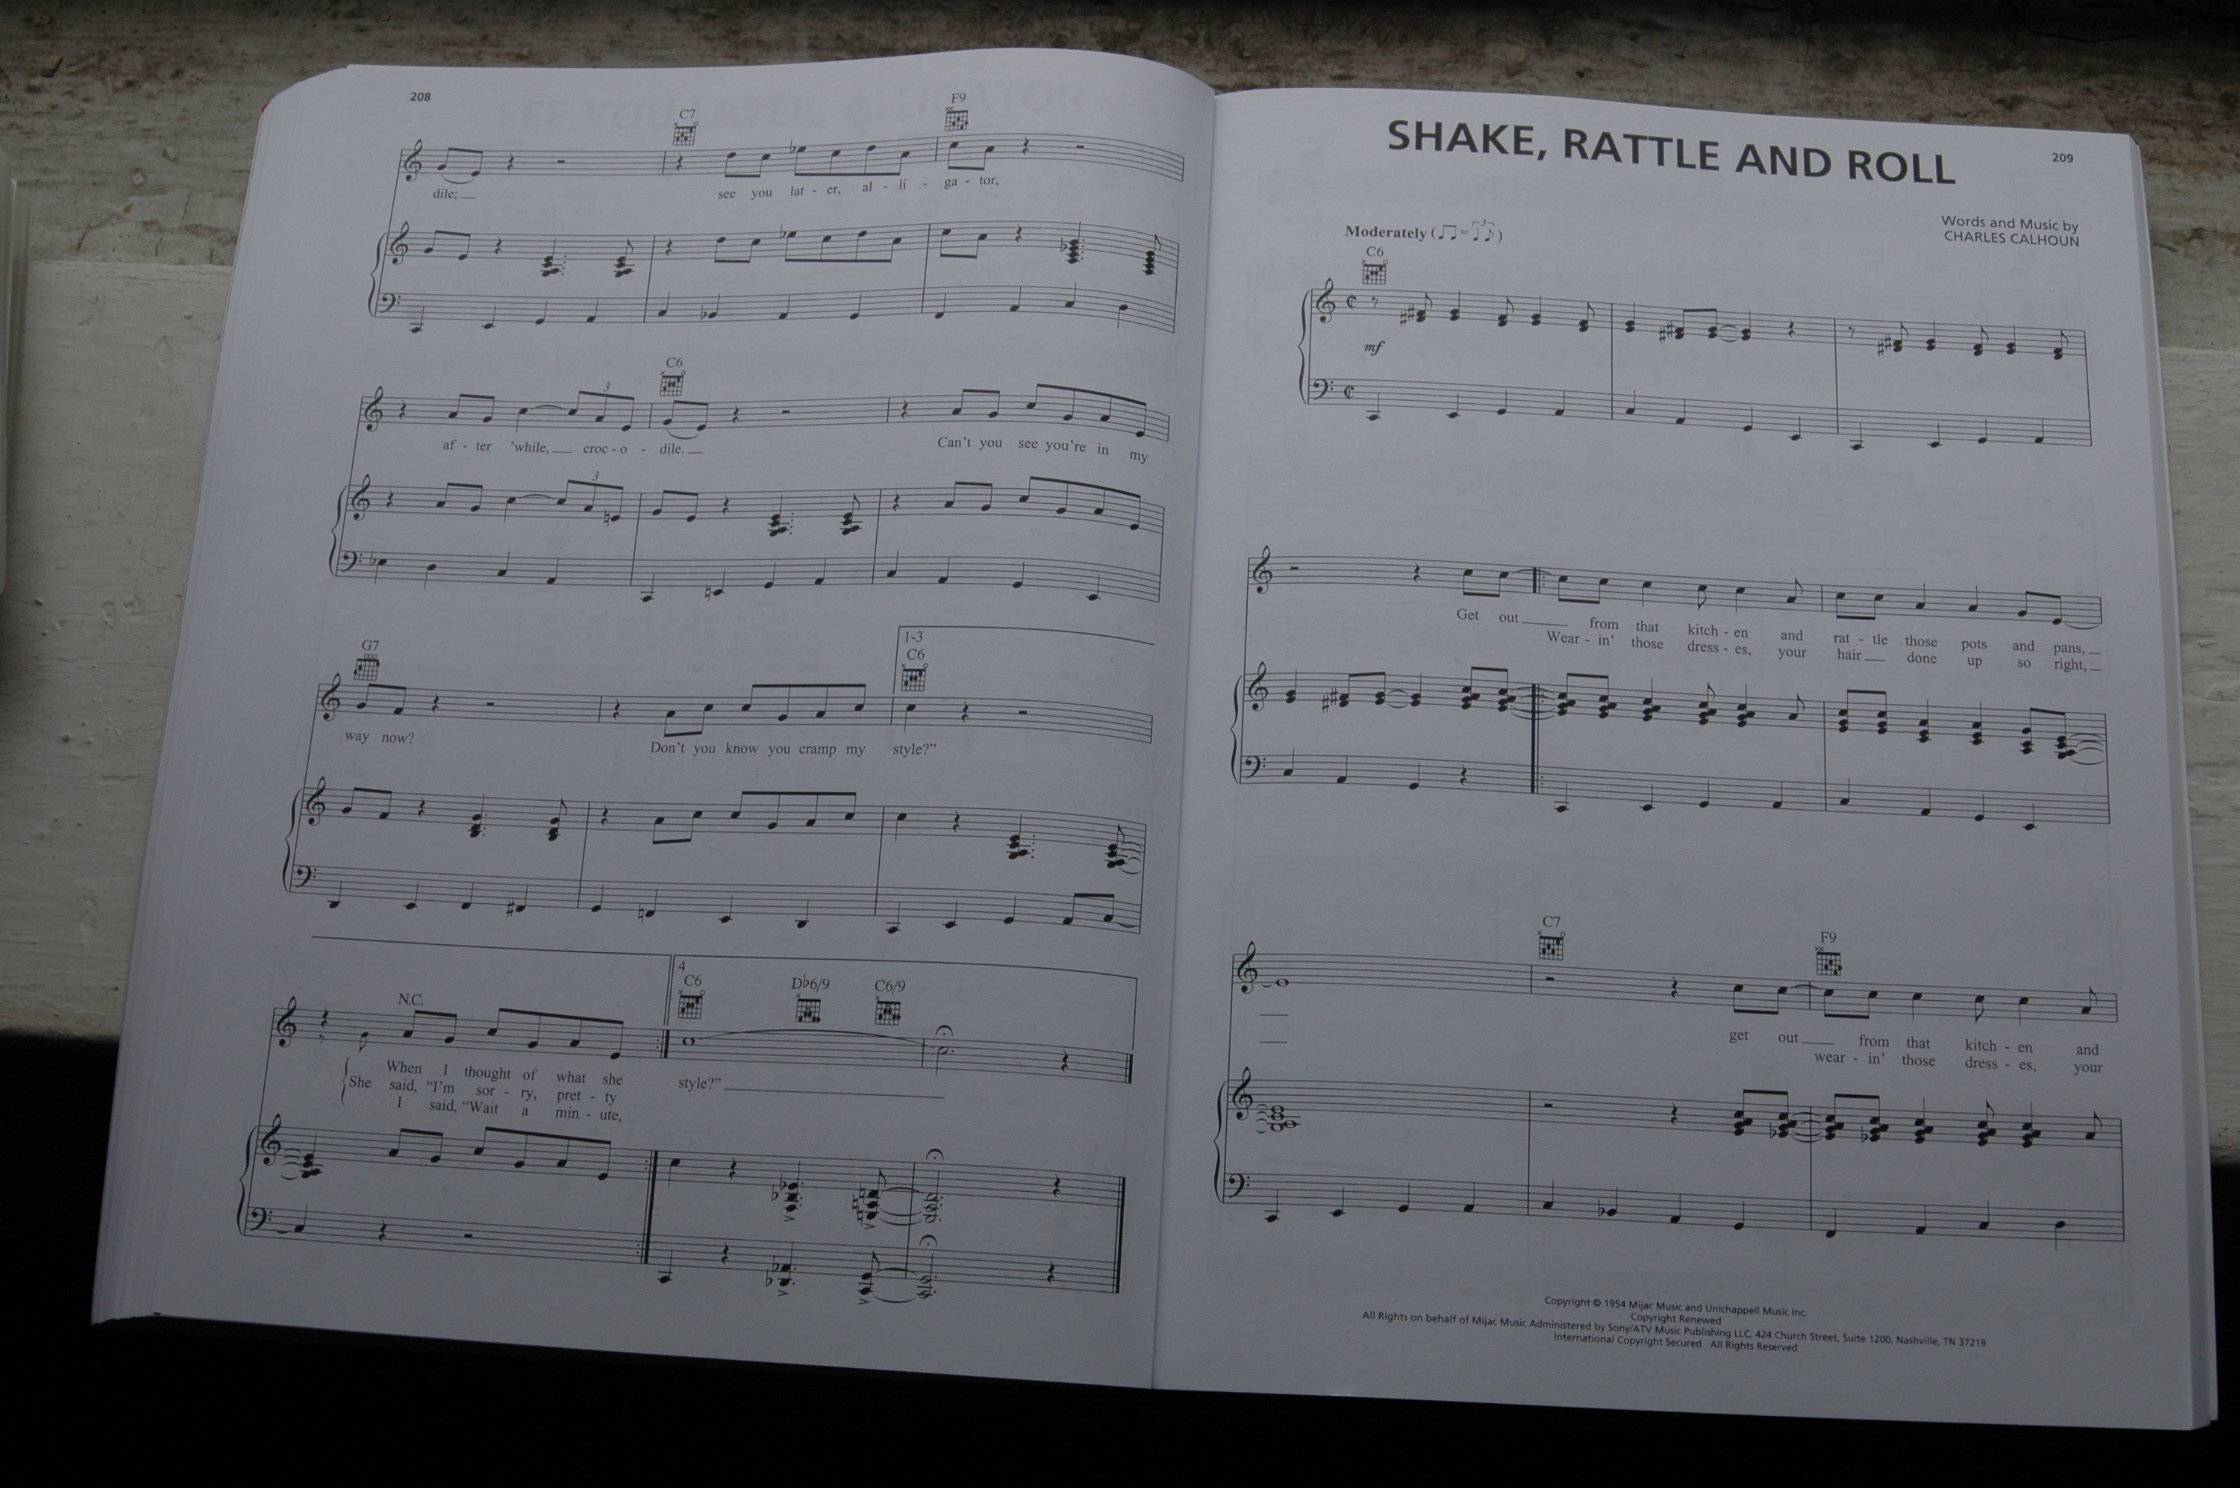 208
C7 F9
dile; see you lat - er, al - li - ga - tor,
3
C6
af - ter 'while, croc - o - dile. Can't you see you're in my
3
1-3
G7 C6
way now? Don't you know you cramp my style?"
4
N.C. C6 D♭6/9 C6/9
When I thought of what she style?"
She said, "I'm sor - ry, pret - ty
I said, "Wait a min - ute,
SHAKE, RATTLE AND ROLL
209
Words and Music by
CHARLES CALHOUN
Moderately (♫=♩♪) 3
C6
mf
Get out from that kitch - en and rat - tle those pots and pans,
Wear - in' those dress - es, your hair done up so right,
C7 F9
get out from that kitch - en and
wear - in' those dress - es, your
Copyright © 1954 Mijac Music and Unichappell Music Inc.
Copyright Renewed
All Rights on behalf of Mijac Music Administered by Sony/ATV Music Publishing LLC, 424 Church Street, Suite 1200, Nashville, TN 37219
International Copyright Secured All Rights Reserved